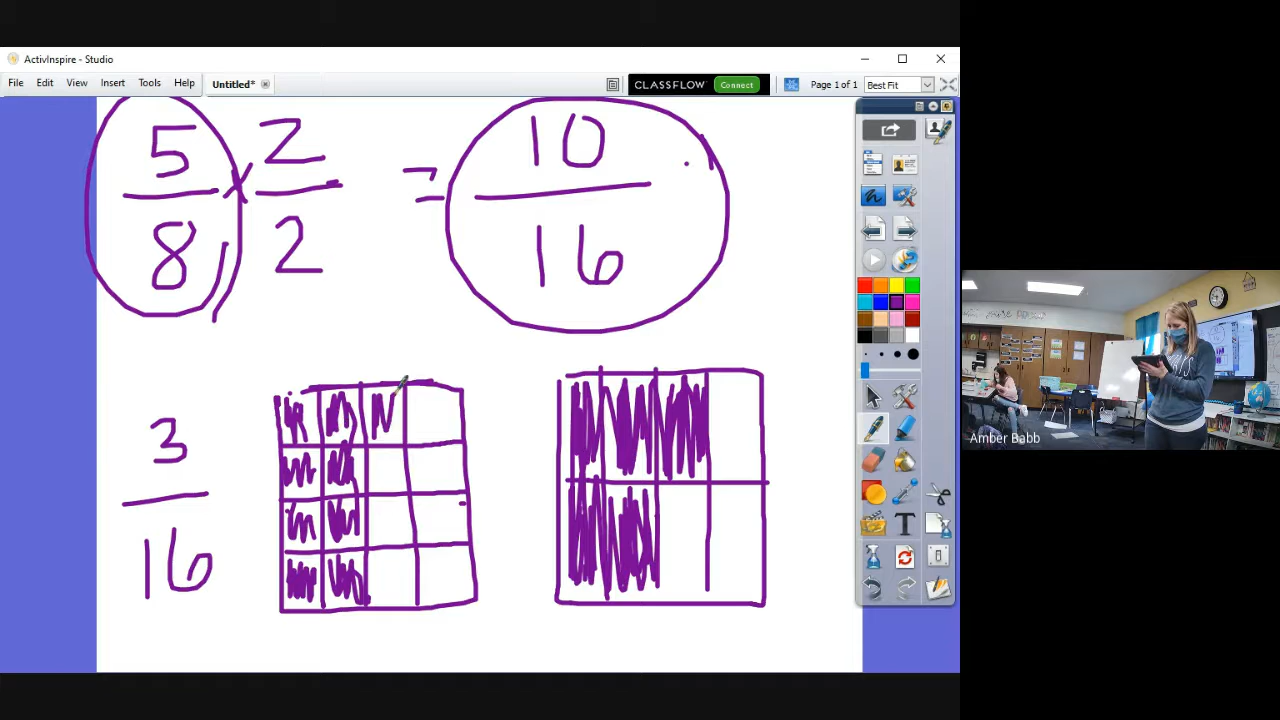 ActivInspire - Studio
File Edit View Insert Tools Help Untitled* CLASSFLOW Connect Page 1 of 1 Best Fit
5/8 x 2/2 = 10/16
3/16
Amber Babb